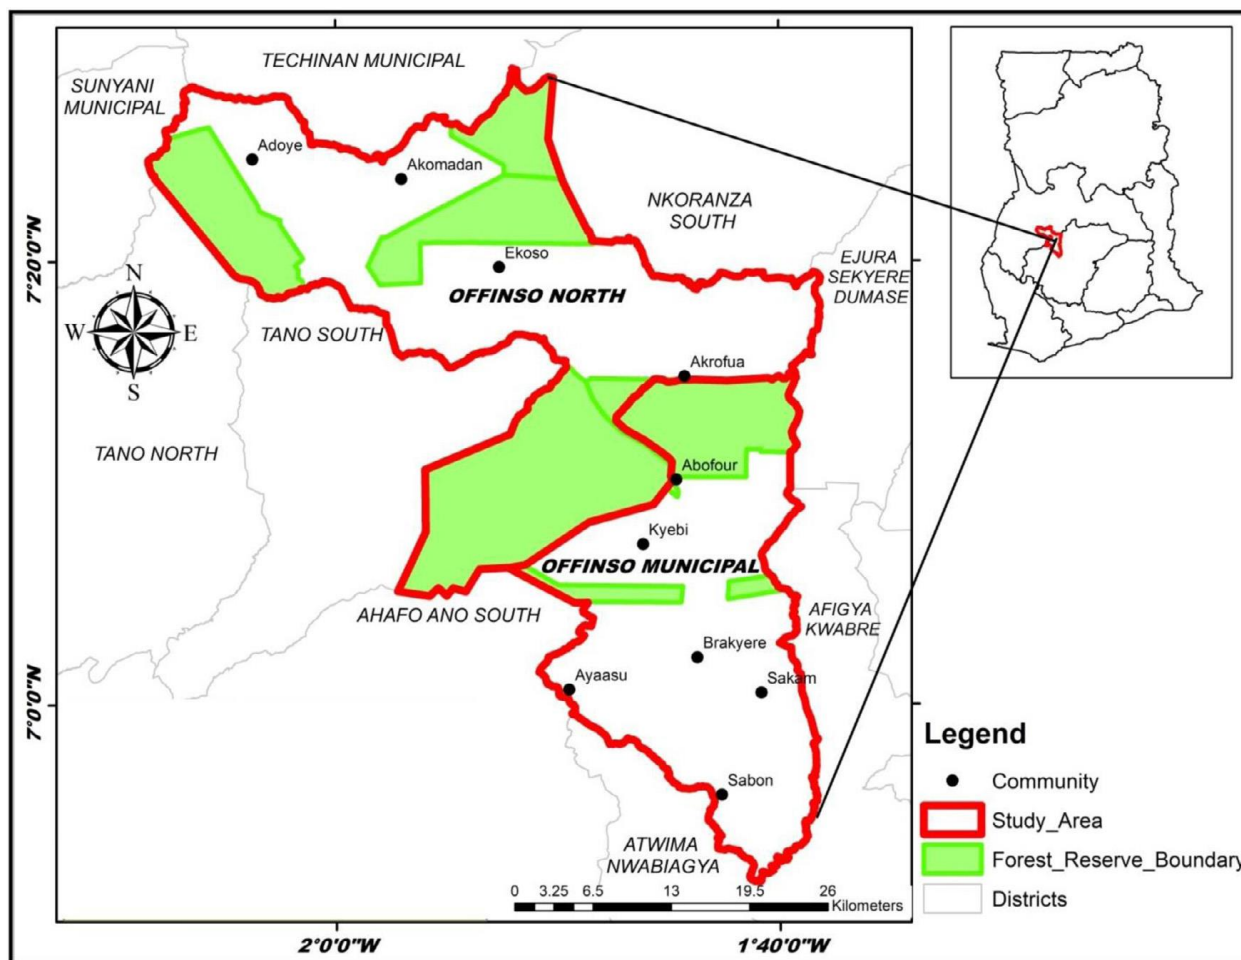 TECHINAN MUNICIPAL
SUNYANI
MUNICIPAL
Adoye
Akomadan
NKORANZA
SOUTH
EJURA
SEKYERE
DUMASE
Ekoso
OFFINSO NORTH
7°20'0"N
N
W
E
S
TANO SOUTH
Akrofua
TANO NORTH
Abofour
Kyebi
OFFINSO MUNICIPAL
AHAFO ANO SOUTH
AFIGYA
KWABRE
Brakyere
Ayaasu
Sakam
7°0'0"N
Sabon
ATWIMA
NWABIAGYA
0 3.25 6.5 13 19.5 26
Kilometers
2°0'0"W
1°40'0"W
Legend
Community
Study_Area
Forest_Reserve_Boundary
Districts